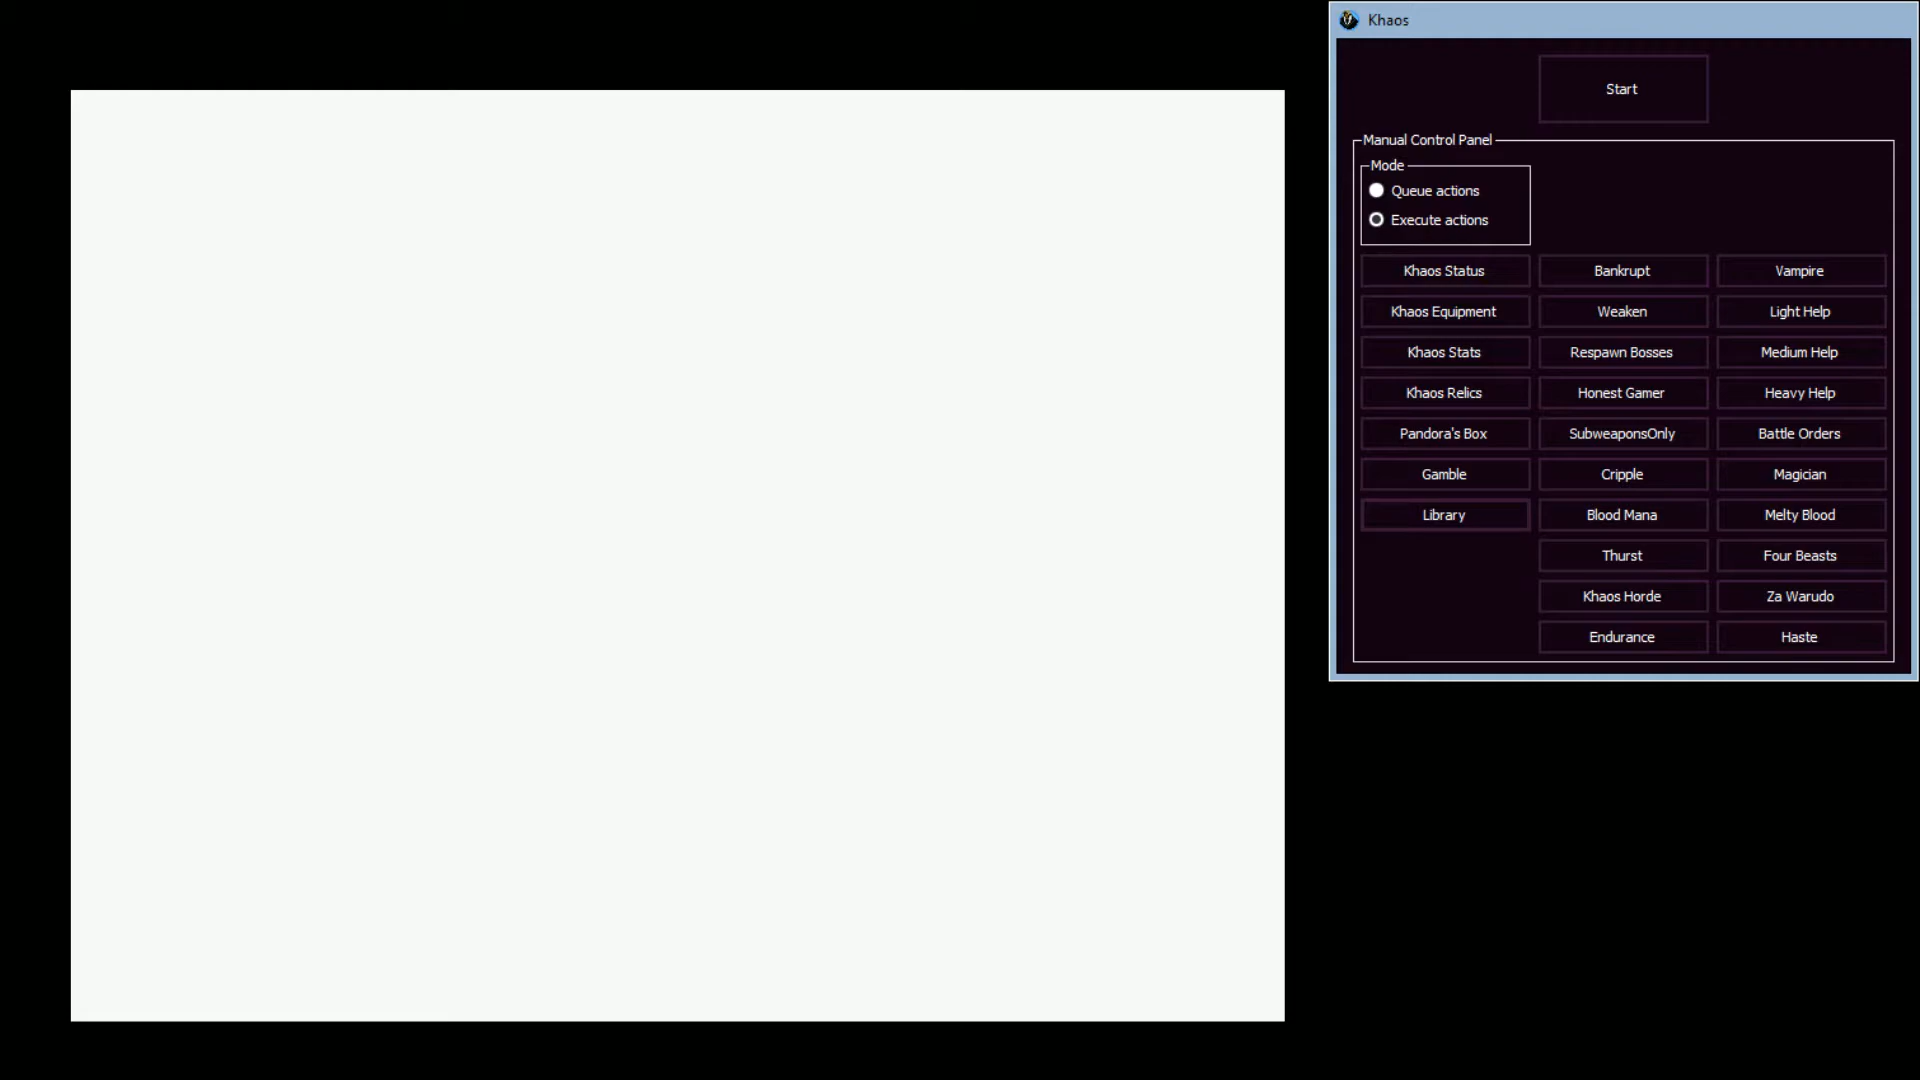 Khaos
Start
Manual Control Panel
Mode
Queue actions
Execute actions
Khaos Status Bankrupt Vampire
Khaos Equipment Weaken Light Help
Khaos Stats Respawn Bosses Medium Help
Khaos Relics Honest Gamer Heavy Help
Pandora's Box SubweaponsOnly Battle Orders
Gamble Cripple Magician
Library Blood Mana Melty Blood
Thurst Four Beasts
Khaos Horde Za Warudo
Endurance Haste